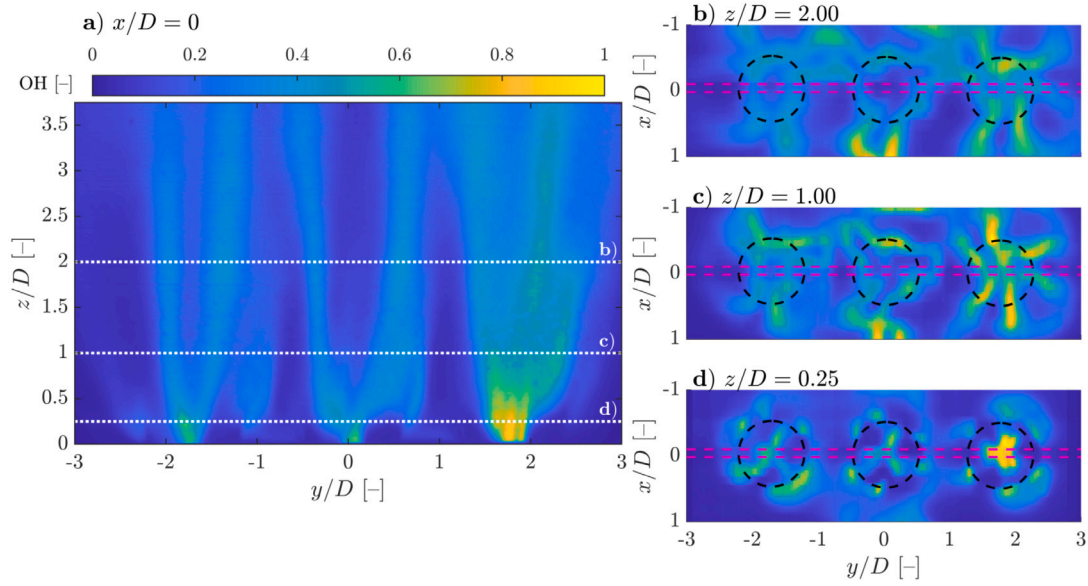 a) x/D = 0
0 0.2 0.4 0.6 0.8 1
OH [–]
3.5
3
2.5
2
1.5
1
0.5
0
z/D [–]
b)
c)
d)
-3 -2 -1 0 1 2 3
y/D [–]
b) z/D = 2.00
-1
0
1
x/D [–]
c) z/D = 1.00
-1
0
1
x/D [–]
d) z/D = 0.25
-1
0
1
x/D [–]
-3 -2 -1 0 1 2 3
y/D [–]